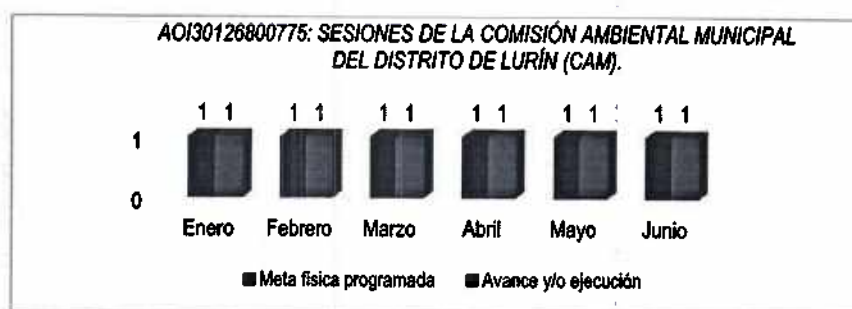 AOI30126800775: SESIONES DE LA COMISIÓN AMBIENTAL MUNICIPAL
DEL DISTRITO DE LURÍN (CAM).
1 1 1 1 1 1 1 1 1 1 1 1
1
0
Enero Febrero Marzo Abril Mayo Junio
Meta física programada Avance y/o ejecución